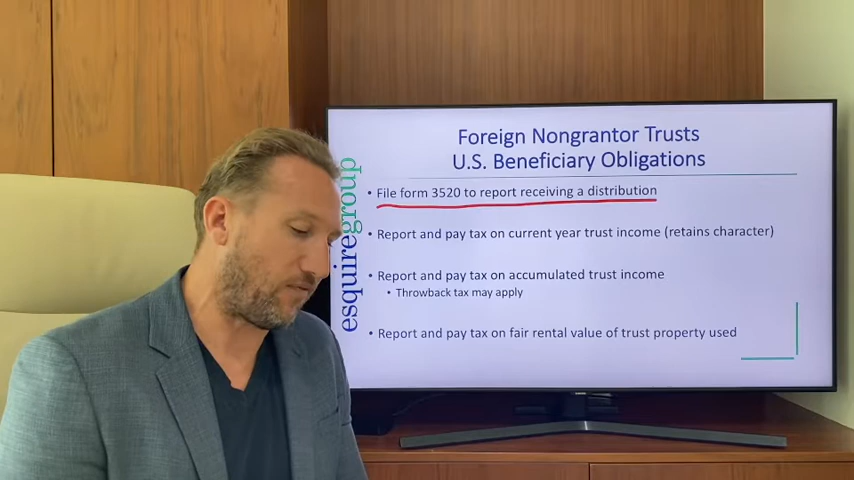 Foreign Nongrantor Trusts
U.S. Beneficiary Obligations
• File form 3520 to report receiving a distribution
• Report and pay tax on current year trust income (retains character)
• Report and pay tax on accumulated trust income
• Throwback tax may apply
• Report and pay tax on fair rental value of trust property used
esquiregroup